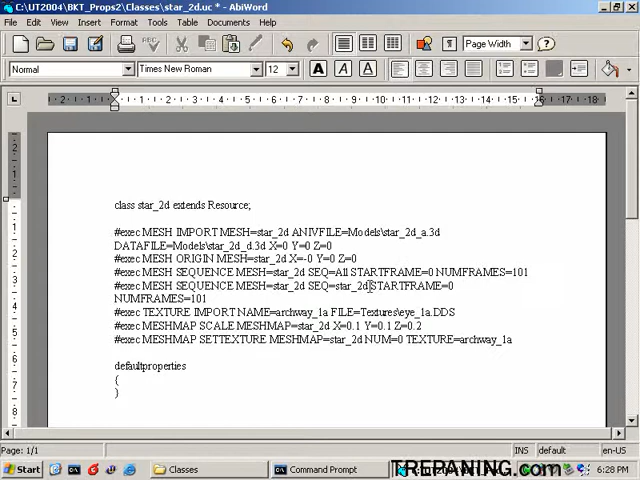 C:\UT2004\BKT_Props2\Classes\star_2d.uc * - AbiWord
File Edit View Insert Format Tools Table Documents Help
Page Width
Normal Times New Roman 12
class star_2d extends Resource;
#exec MESH IMPORT MESH=star_2d ANIVFILE=Models\star_2d_a.3d
DATAFILE=Models\star_2d_d.3d X=0 Y=0 Z=0
#exec MESH ORIGIN MESH=star_2d X=-0 Y=0 Z=0
#exec MESH SEQUENCE MESH=star_2d SEQ=All STARTFRAME=0 NUMFRAMES=101
#exec MESH SEQUENCE MESH=star_2d SEQ=star_2d STARTFRAME=0
NUMFRAMES=101
#exec TEXTURE IMPORT NAME=archway_1a FILE=Textures\eye_1a.DDS
#exec MESHMAP SCALE MESHMAP=star_2d X=0.1 Y=0.1 Z=0.2
#exec MESHMAP SETTEXTURE MESHMAP=star_2d NUM=0 TEXTURE=archway_1a
defaultproperties
{
}
Page: 1/1 INS default en-US
Start Classes Command Prompt 6:28 PM
TREPANING.com